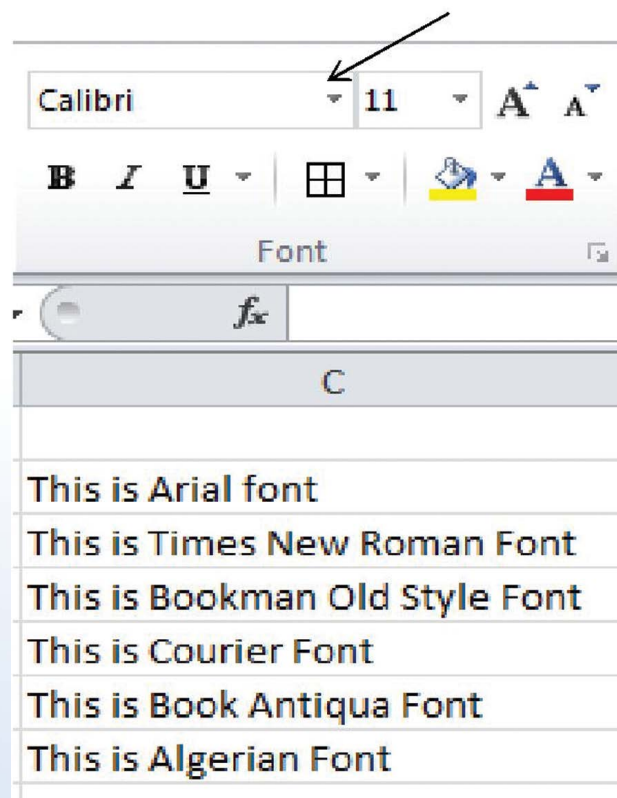 Calibri 11 A A
B I U A
Font
fx
C
This is Arial font
This is Times New Roman Font
This is Bookman Old Style Font
This is Courier Font
This is Book Antiqua Font
This is Algerian Font